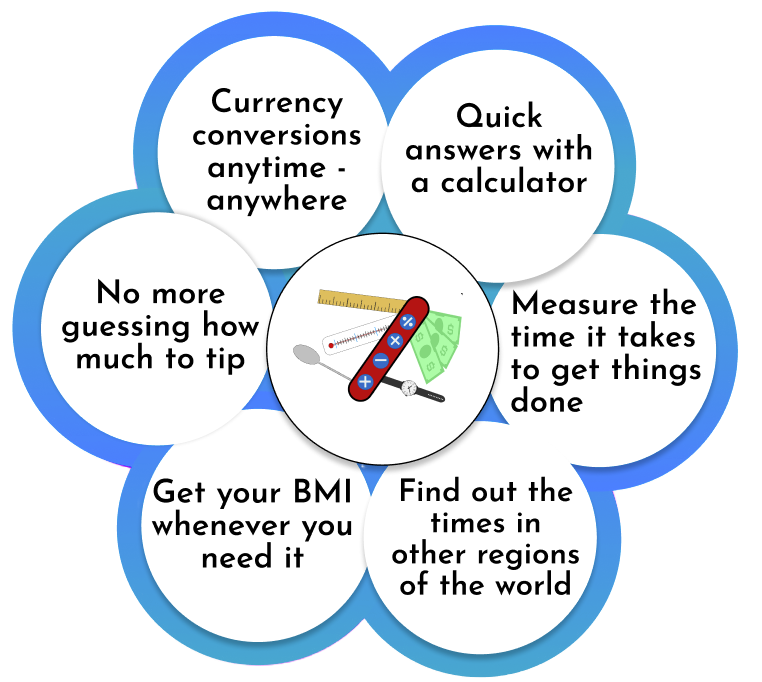 Currency
conversions
anytime -
anywhere
Quick
answers with
a calculator
No more
guessing how
much to tip
Measure the
time it takes
to get things
done
Get your BMI
whenever you
need it
Find out the
times in
other regions
of the world